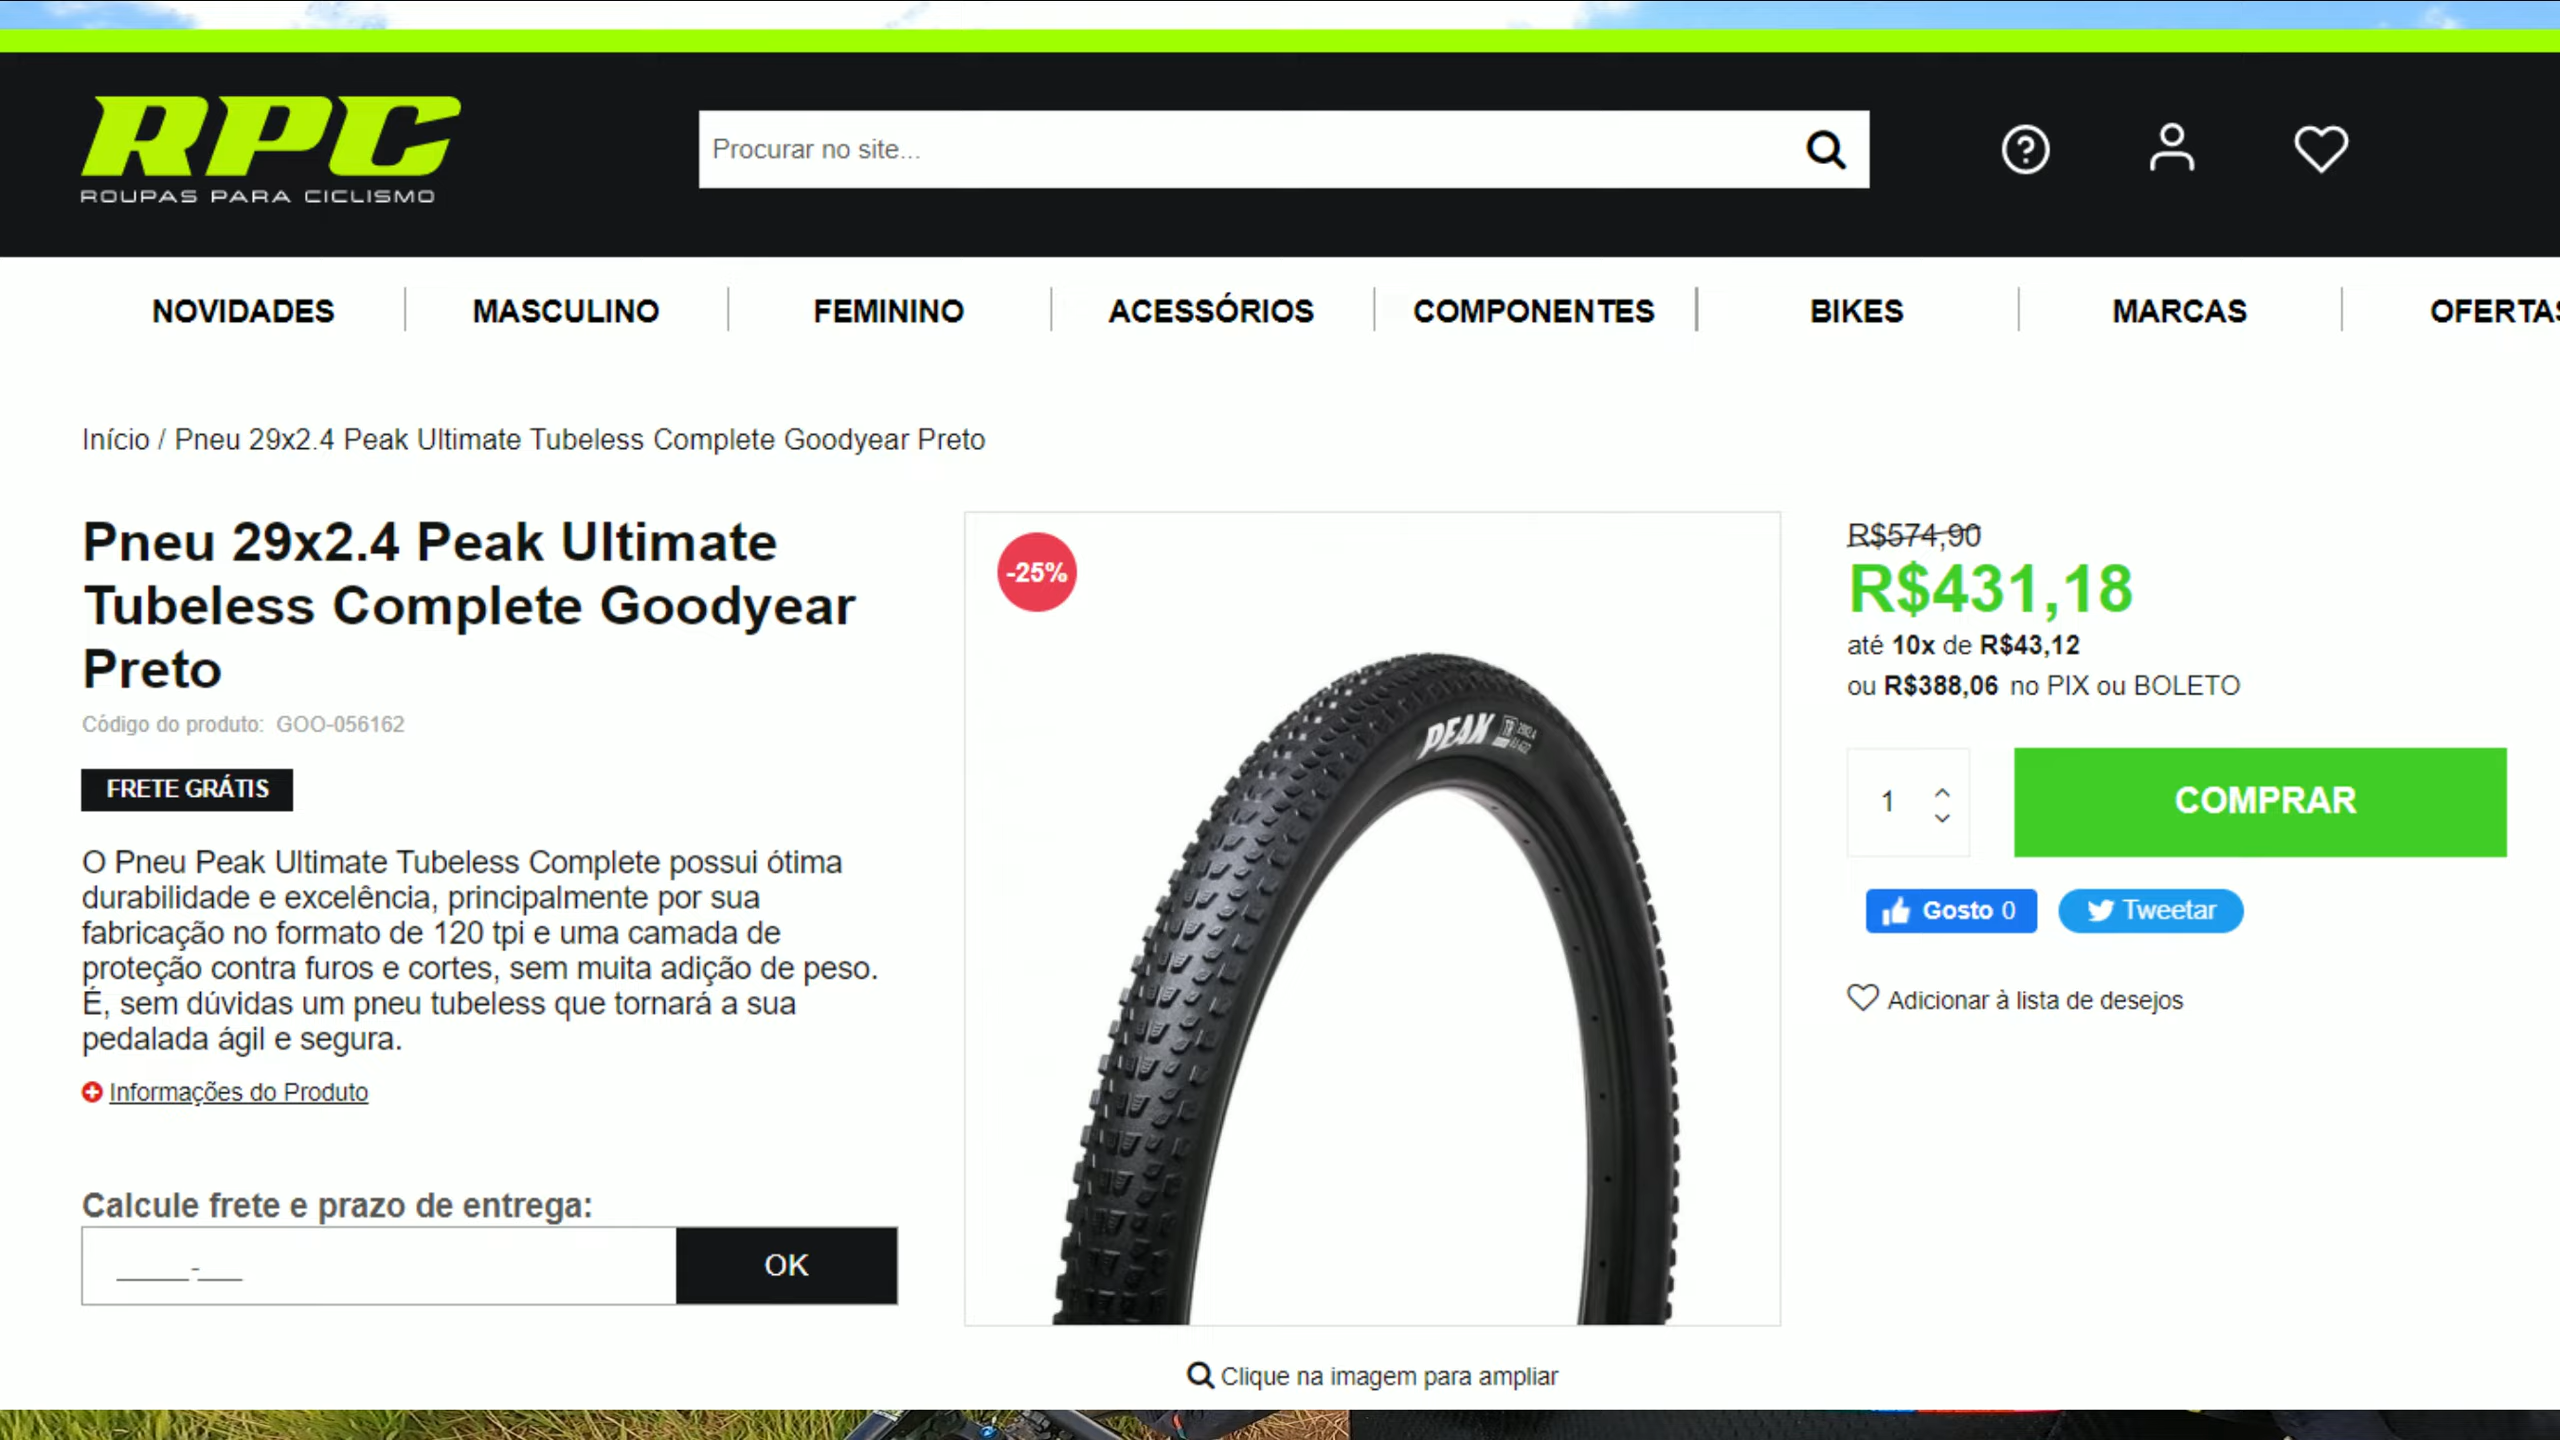 RPC
ROUPAS PARA CICLISMO
Procurar no site...
NOVIDADES
MASCULINO
FEMININO
ACESSÓRIOS
COMPONENTES
BIKES
MARCAS
OFERTAS
Início / Pneu 29x2.4 Peak Ultimate Tubeless Complete Goodyear Preto
Pneu 29x2.4 Peak Ultimate
Tubeless Complete Goodyear
Preto
Código do produto: GOO-056162
FRETE GRÁTIS
O Pneu Peak Ultimate Tubeless Complete possui ótima
durabilidade e excelência, principalmente por sua
fabricação no formato de 120 tpi e uma camada de
proteção contra furos e cortes, sem muita adição de peso.
É, sem dúvidas um pneu tubeless que tornará a sua
pedalada ágil e segura.
Informações do Produto
Calcule frete e prazo de entrega:
_____-___
OK
-25%
PEAK
Clique na imagem para ampliar
R$574,90
R$431,18
até 10x de R$43,12
ou R$388,06 no PIX ou BOLETO
1
COMPRAR
Gosto 0
Tweetar
Adicionar à lista de desejos